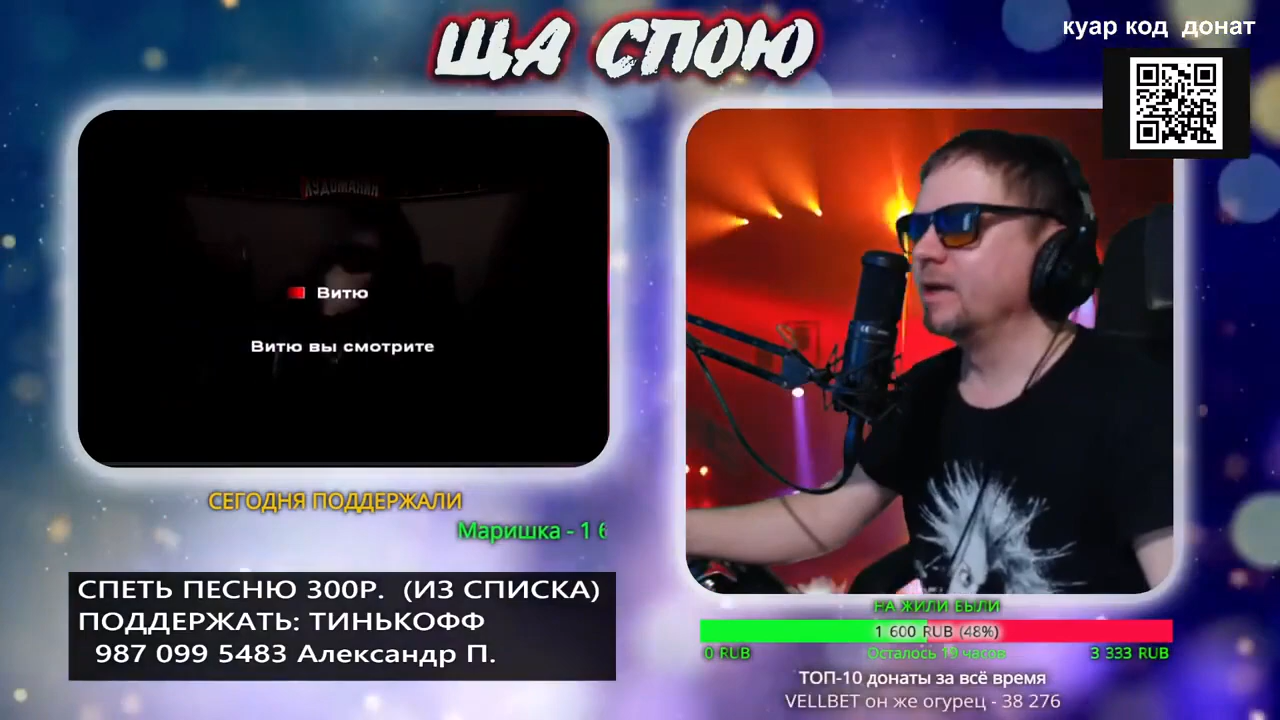 ЩА СПОЮ
куар код донат
Витю
Витю вы смотрите
СЕГОДНЯ ПОДДЕРЖАЛИ
Маришка - 1 6
СПЕТЬ ПЕСНЮ 300Р. (ИЗ СПИСКА)
ПОДДЕРЖАТЬ: ТИНЬКОФФ
987 099 5483 Александр П.
НА ЖИЛИ БЫЛИ
1 600 RUB (48%)
0 RUB
Осталось 19 часов
3 333 RUB
ТОП-10 донаты за всё время
VELLBET он же огурец - 38 276